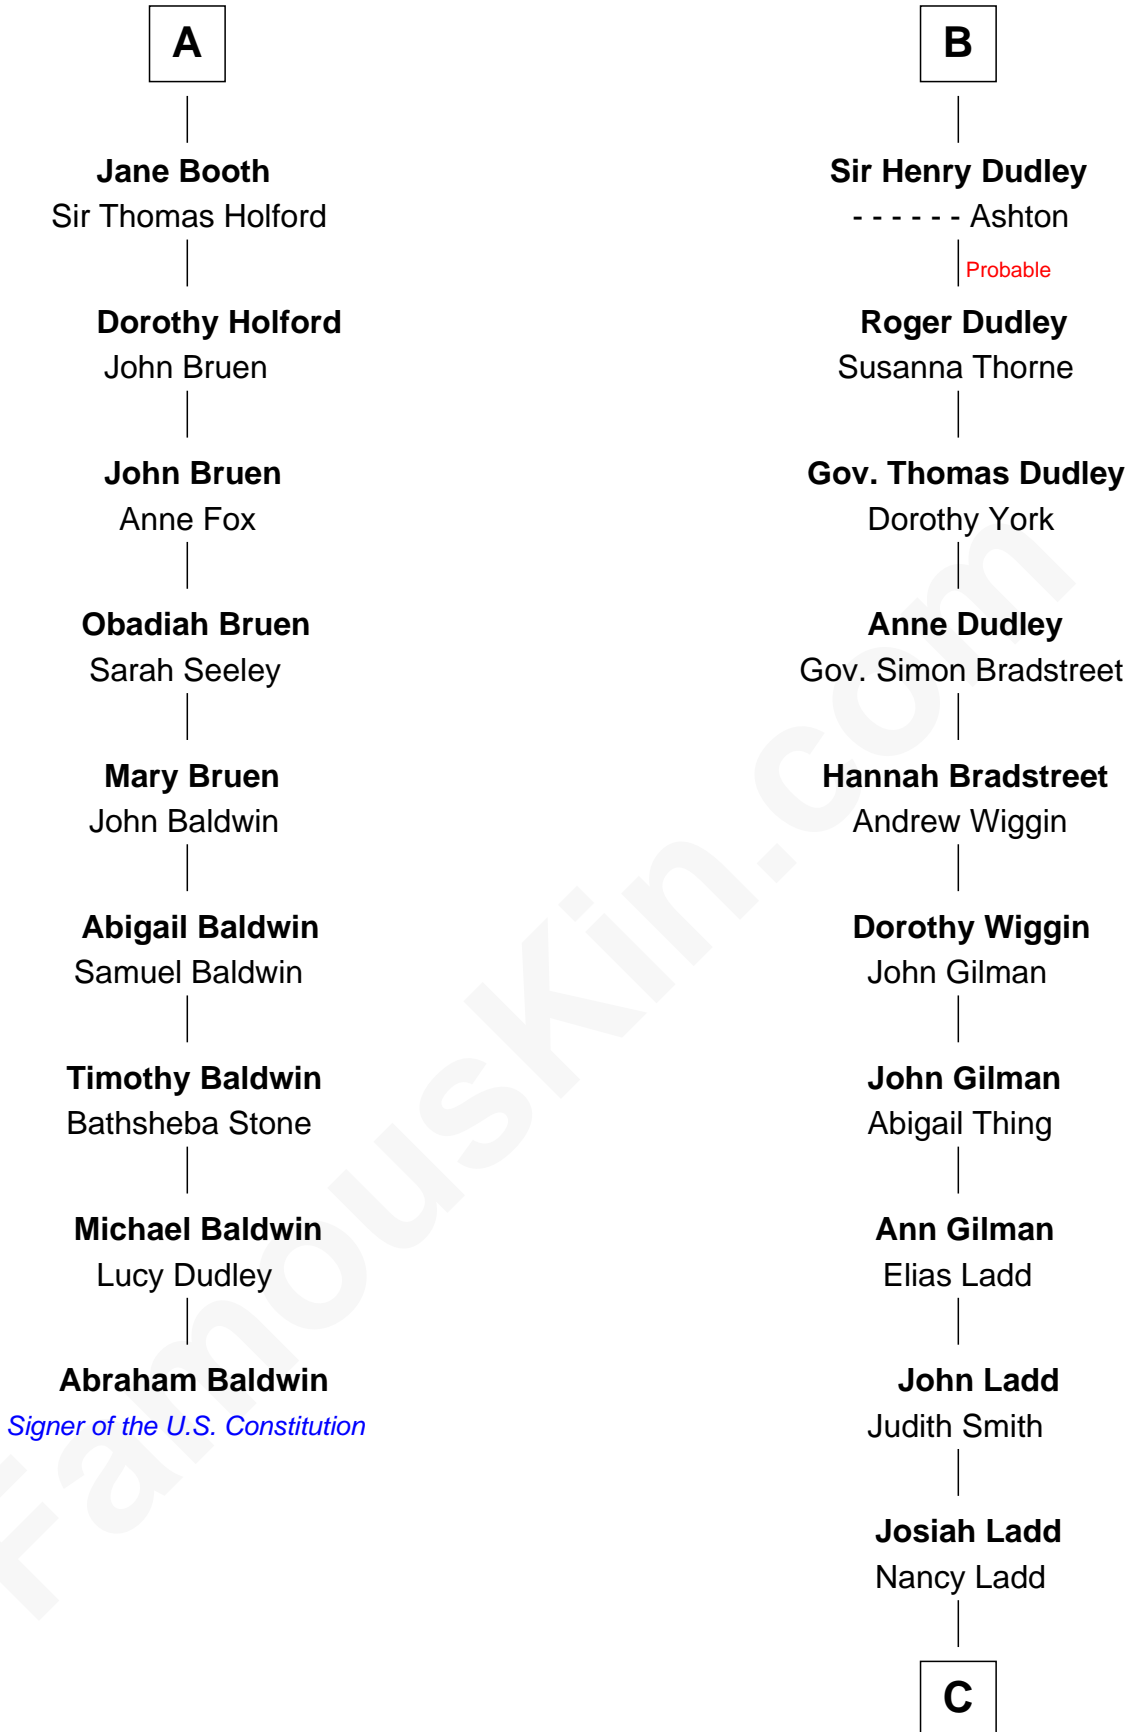 A
Jane Booth
Sir Thomas Holford
Dorothy Holford
John Bruen
John Bruen
Anne Fox
Obadiah Bruen
Sarah Seeley
Mary Bruen
John Baldwin
Abigail Baldwin
Samuel Baldwin
Timothy Baldwin
Bathsheba Stone
Michael Baldwin
Lucy Dudley
Abraham Baldwin
Signer of the U.S. Constitution
B
Sir Henry Dudley
- - - - - - Ashton
Probable
Roger Dudley
Susanna Thorne
Gov. Thomas Dudley
Dorothy York
Anne Dudley
Gov. Simon Bradstreet
Hannah Bradstreet
Andrew Wiggin
Dorothy Wiggin
John Gilman
John Gilman
Abigail Thing
Ann Gilman
Elias Ladd
John Ladd
Judith Smith
Josiah Ladd
Nancy Ladd
C
FamousKin.com